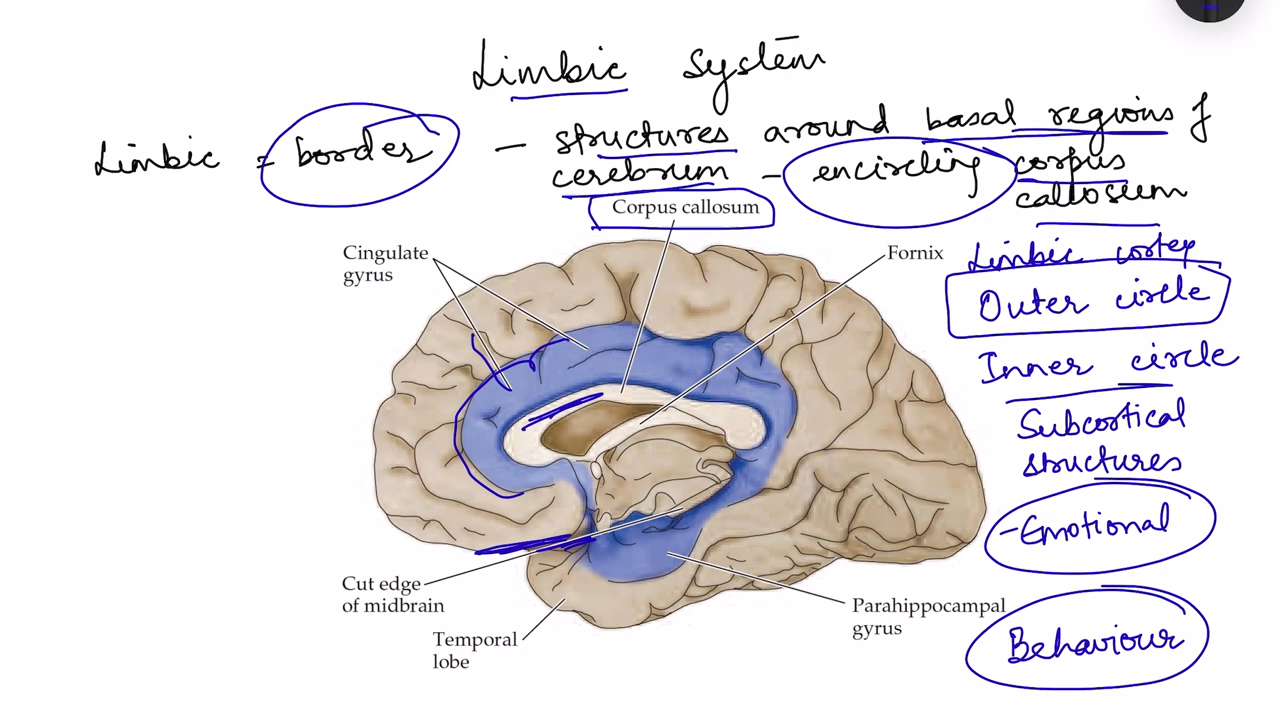 Limbic System
Limbic = border
- structures around basal regions of
cerebrum - encircling corpus
callosum
Corpus callosum
Cingulate
gyrus
Fornix
Limbic cortex
Outer circle
Inner circle
Subcortical
structures
- Emotional
Behaviour
Cut edge
of midbrain
Temporal
lobe
Parahippocampal
gyrus